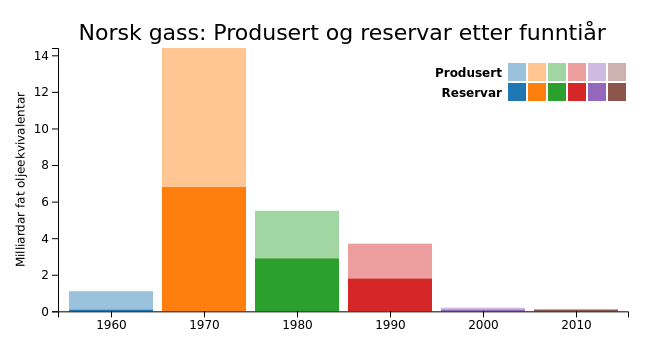 Norsk gass: Produsert og reservar etter funntiår
Milliardar fat oljeekvivalentar
14
12
10
8
6
4
2
0
Produsert
Reservar
1960 1970 1980 1990 2000 2010